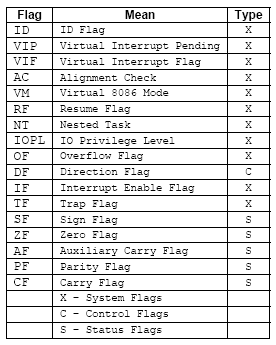 Flag Mean Type
ID ID Flag X
VIP Virtual Interrupt Pending X
VIF Virtual Interrupt Flag X
AC Alignment Check X
VM Virtual 8086 Mode X
RF Resume Flag X
NT Nested Task X
IOPL IO Privilege Level X
OF Overflow Flag X
DF Direction Flag C
IF Interrupt Enable Flag X
TF Trap Flag X
SF Sign Flag S
ZF Zero Flag S
AF Auxiliary Carry Flag S
PF Parity Flag S
CF Carry Flag S
X - System Flags
C - Control Flags
S - Status Flags